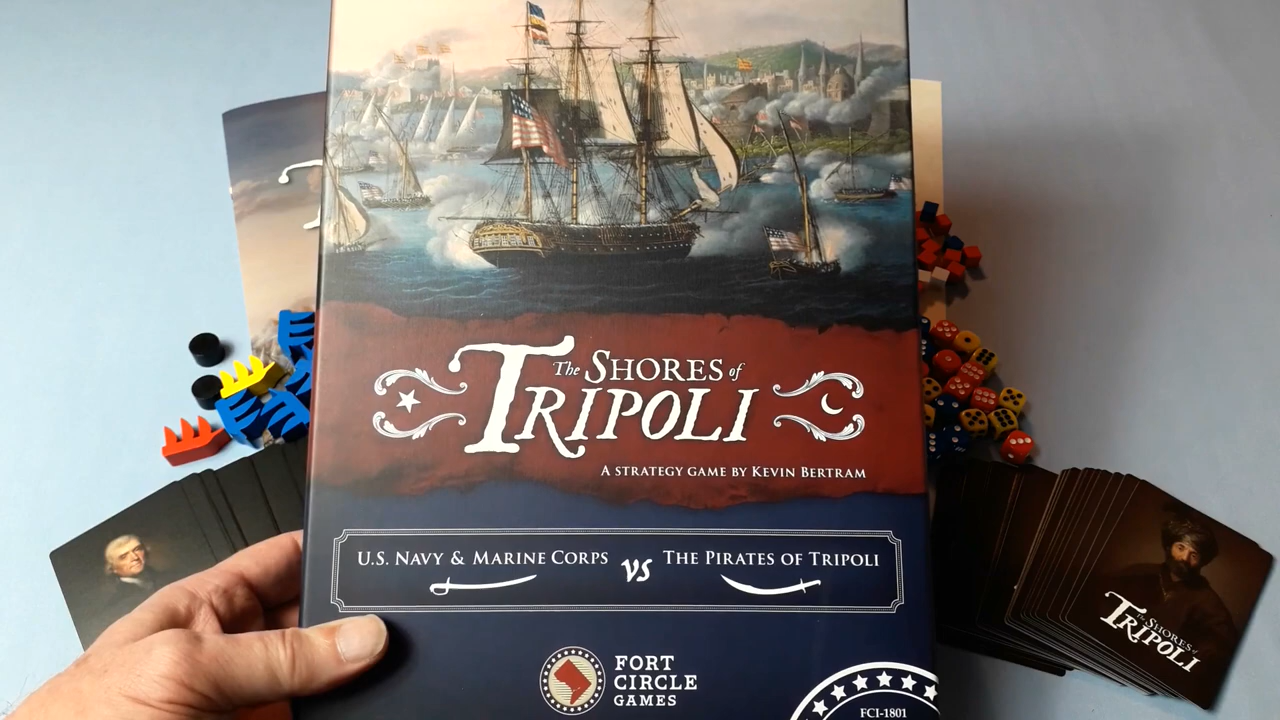 The SHORES of
TRIPOLI
A STRATEGY GAME BY KEVIN BERTRAM
U.S. NAVY & MARINE CORPS VS THE PIRATES OF TRIPOLI
FORT
CIRCLE
GAMES
FCI-1801
The SHORES of
TRIPOLI